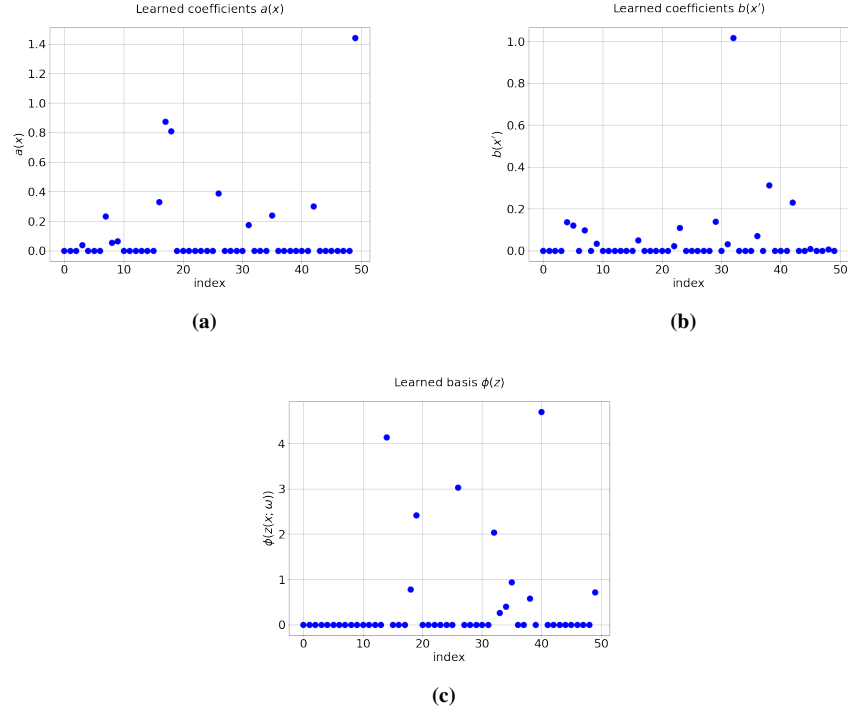 Learned coefficients a(x)
1.4
1.2
1.0
0.8
0.6
0.4
0.2
0.0
a(x)
0 10 20 30 40 50
index
(a)
Learned coefficients b(x′)
1.0
0.8
0.6
0.4
0.2
0.0
b(x′)
0 10 20 30 40 50
index
(b)
Learned basis ϕ(z)
4
3
2
1
0
ϕ(z(x; ω))
0 10 20 30 40 50
index
(c)